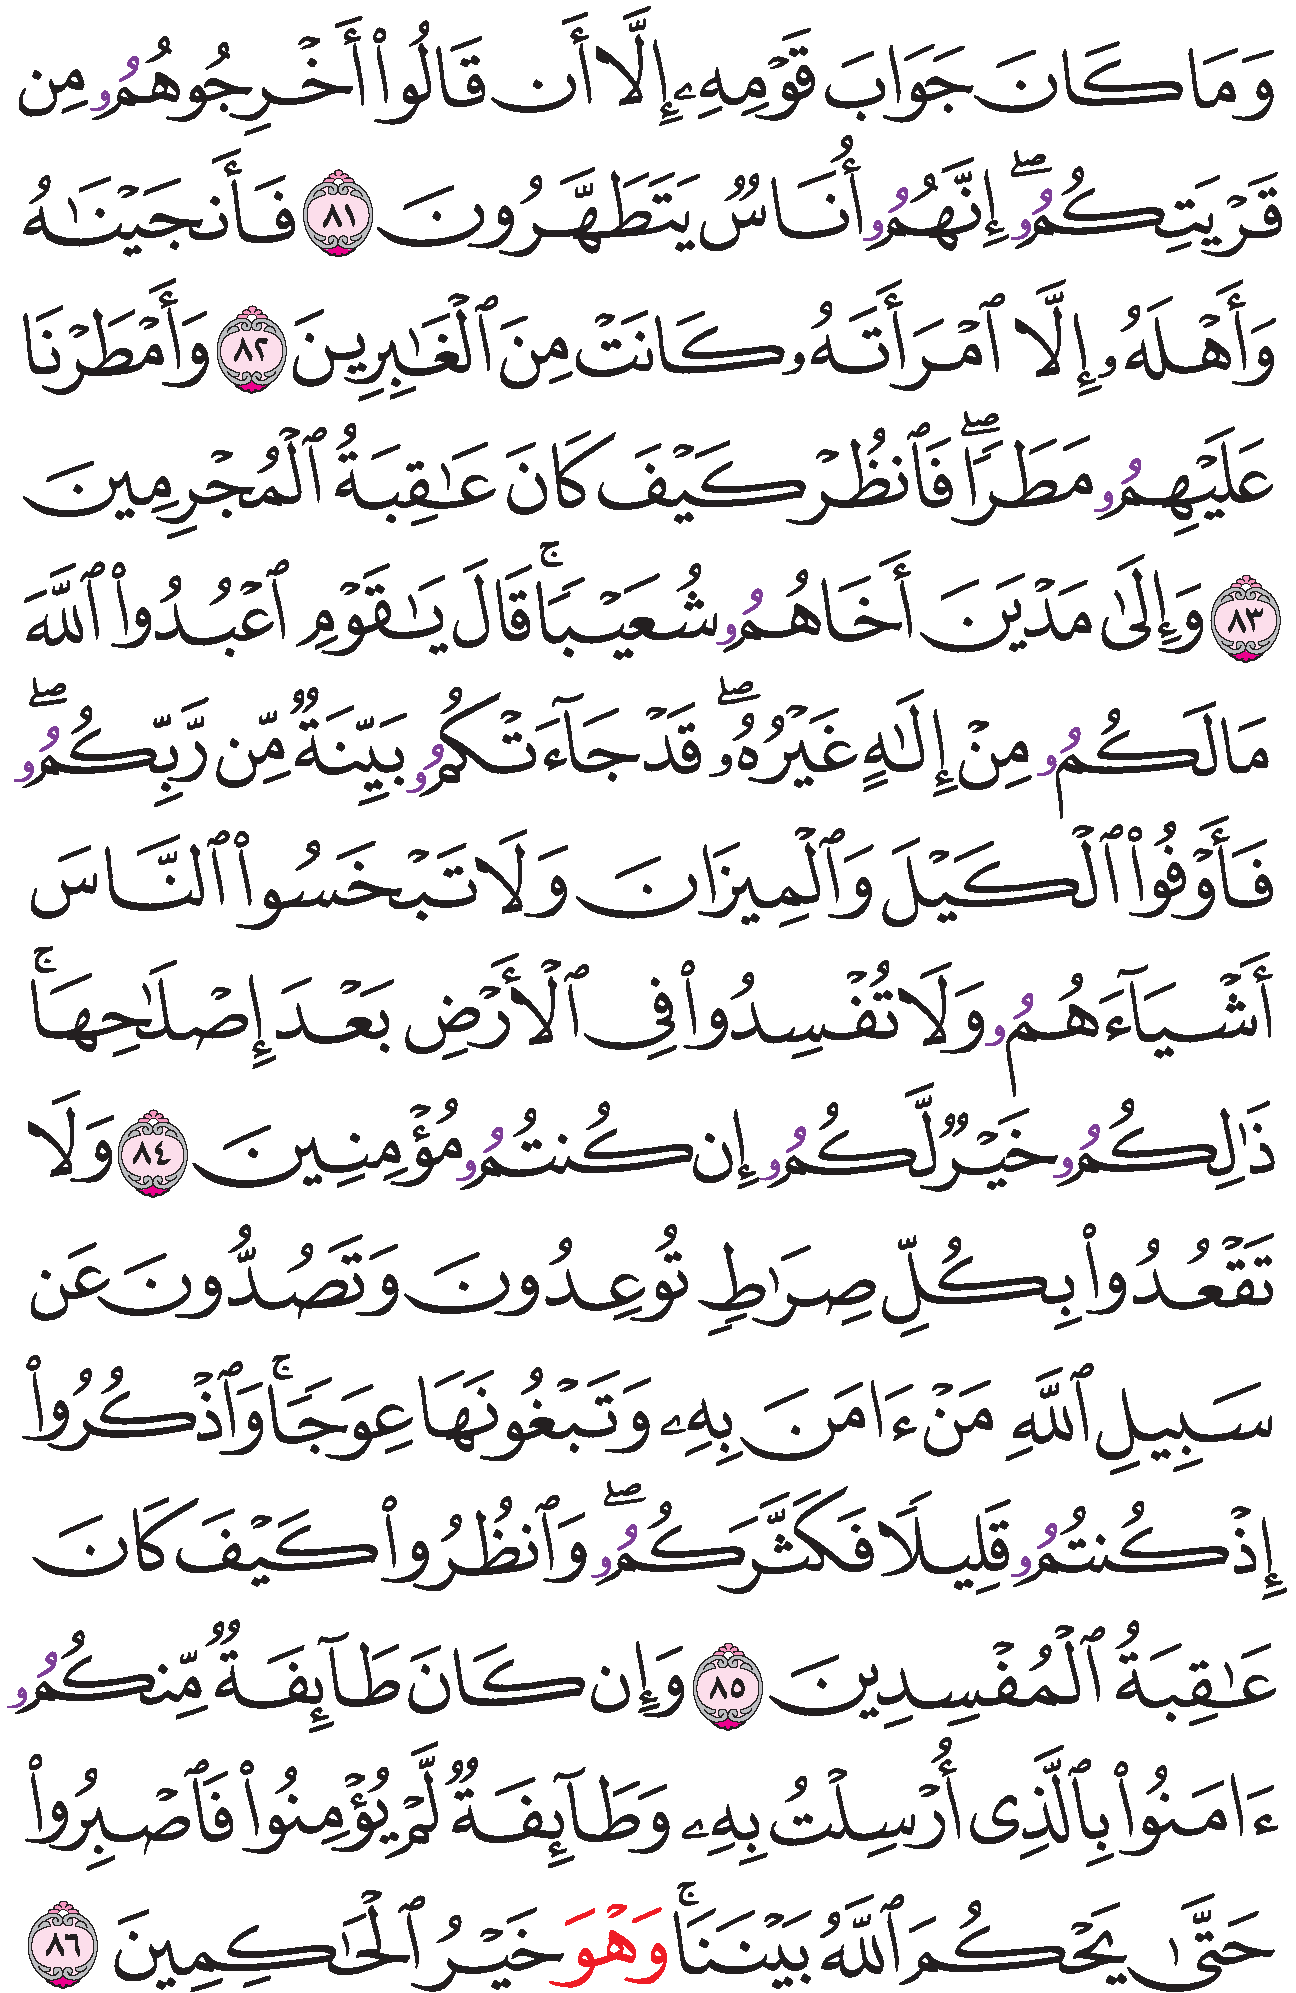 وَمَا كَانَ جَوَابَ قَوْمِهِۦ إِلَّا أَن قَالُوا۟ أَخْرِجُوهُمُۥ مِن
قَرْيَتِكُمُۥ ۖ إِنَّهُمُۥ أُنَاسٌ يَتَطَهَّرُونَ ٨١ فَأَنجَيْنَٰهُ
وَأَهْلَهُۥ إِلَّا ٱمْرَأَتَهُۥ كَانَتْ مِنَ ٱلْغَٰبِرِينَ ٨٢ وَأَمْطَرْنَا
عَلَيْهِمُۥ مَطَرًا ۖ فَٱنظُرْ كَيْفَ كَانَ عَٰقِبَةُ ٱلْمُجْرِمِينَ
٨٣ وَإِلَىٰ مَدْيَنَ أَخَاهُمُۥ شُعَيْبًا ۚ قَالَ يَٰقَوْمِ ٱعْبُدُوا۟ ٱللَّهَ
مَا لَكُمُۥ مِنْ إِلَٰهٍ غَيْرُهُۥ ۖ قَدْ جَآءَتْكُمُۥ بَيِّنَةٌ مِّن رَّبِّكُمُۥ ۖ
فَأَوْفُوا۟ ٱلْكَيْلَ وَٱلْمِيزَانَ وَلَا تَبْخَسُوا۟ ٱلنَّاسَ
أَشْيَآءَهُمُۥ وَلَا تُفْسِدُوا۟ فِى ٱلْأَرْضِ بَعْدَ إِصْلَٰحِهَا ۚ
ذَٰلِكُمُۥ خَيْرٌ لَّكُمُۥ إِن كُنتُمُۥ مُؤْمِنِينَ ٨٤ وَلَا
تَقْعُدُوا۟ بِكُلِّ صِرَٰطٍ تُوعِدُونَ وَتَصُدُّونَ عَن
سَبِيلِ ٱللَّهِ مَنْ ءَامَنَ بِهِۦ وَتَبْغُونَهَا عِوَجًا ۚ وَٱذْكُرُوا۟
إِذْ كُنتُمُۥ قَلِيلًا فَكَثَّرَكُمُۥ ۖ وَٱنظُرُوا۟ كَيْفَ كَانَ
عَٰقِبَةُ ٱلْمُفْسِدِينَ ٨٥ وَإِن كَانَ طَآئِفَةٌ مِّنكُمُۥ
ءَامَنُوا۟ بِٱلَّذِى أُرْسِلْتُ بِهِۦ وَطَآئِفَةٌ لَّمْ يُؤْمِنُوا۟ فَٱصْبِرُوا۟
حَتَّىٰ يَحْكُمَ ٱللَّهُ بَيْنَنَا ۚ وَهْوَ خَيْرُ ٱلْحَٰكِمِينَ ٨٦